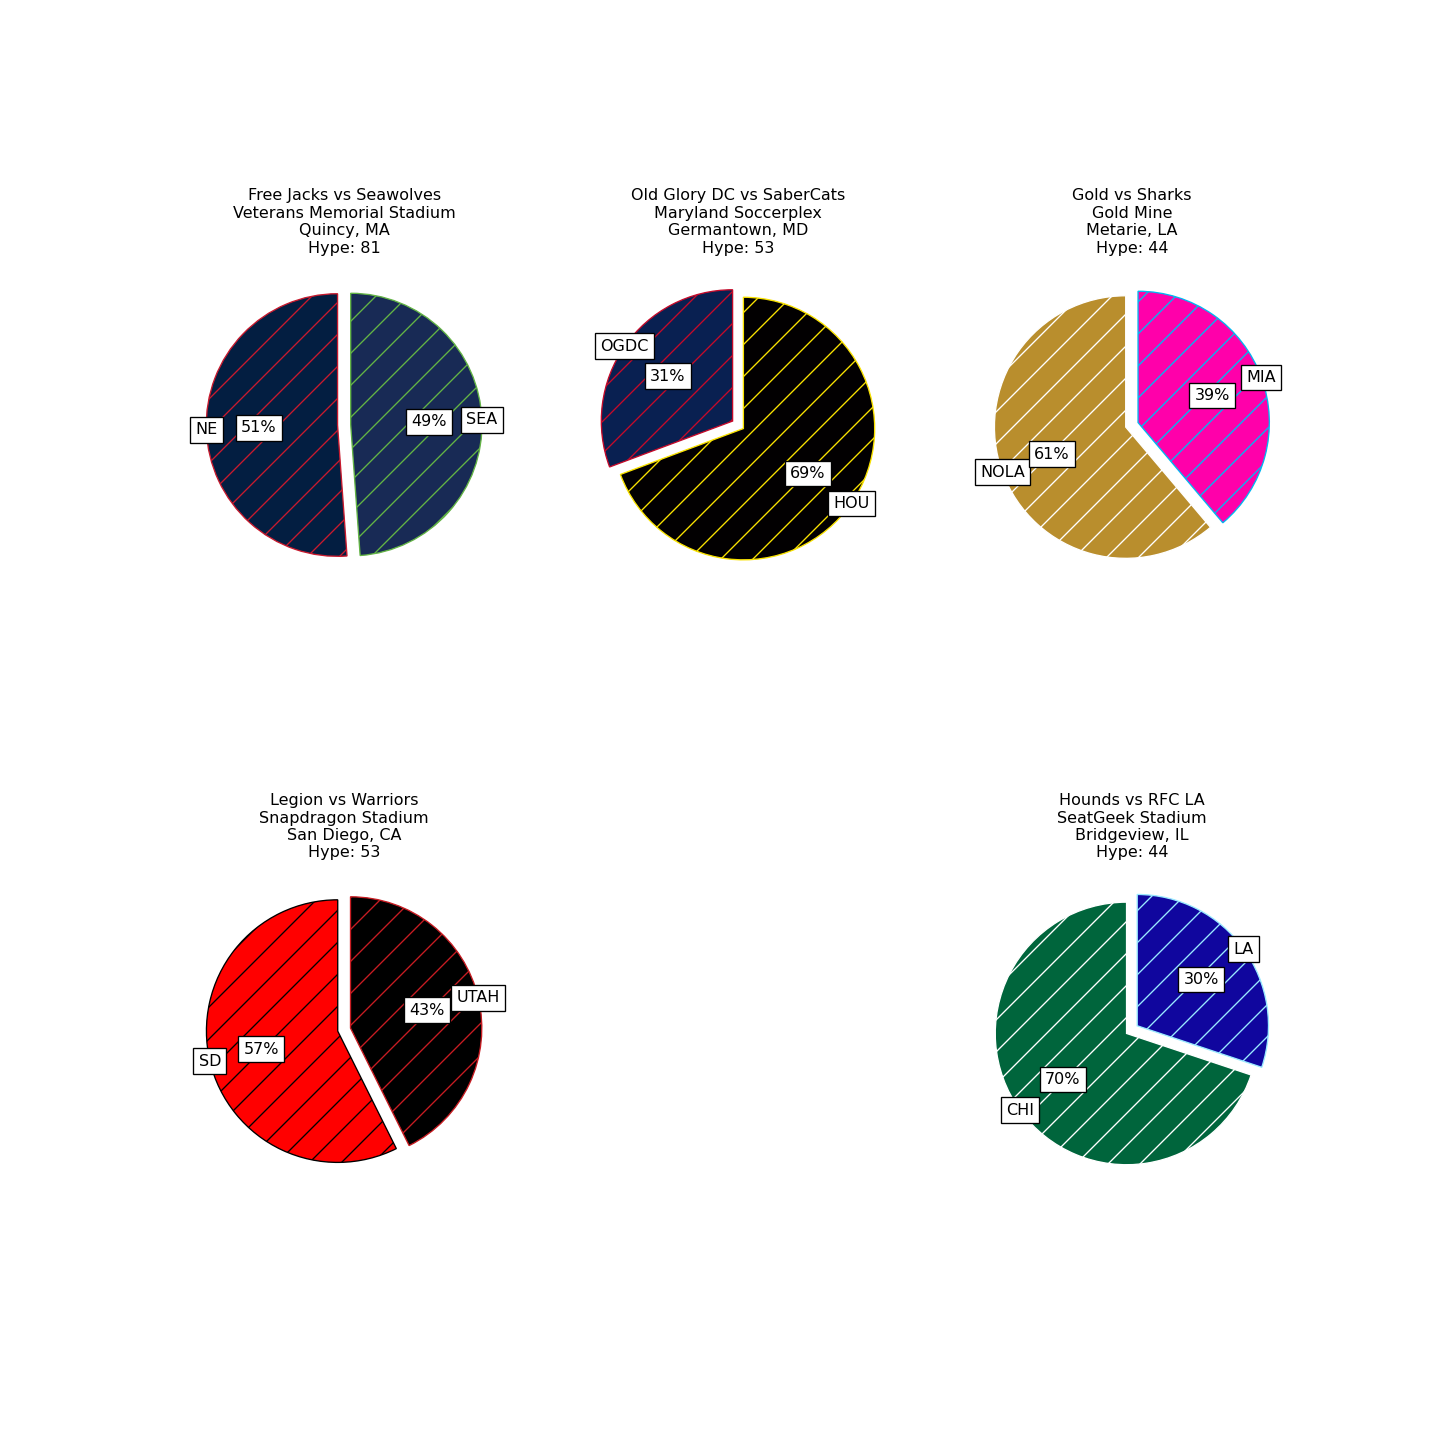 Free Jacks vs Seawolves
Veterans Memorial Stadium
Quincy, MA
Hype: 81
NE
51%
49%
SEA
Old Glory DC vs SaberCats
Maryland Soccerplex
Germantown, MD
Hype: 53
OGDC
31%
69%
HOU
Gold vs Sharks
Gold Mine
Metarie, LA
Hype: 44
MIA
39%
61%
NOLA
Legion vs Warriors
Snapdragon Stadium
San Diego, CA
Hype: 53
UTAH
43%
57%
SD
Hounds vs RFC LA
SeatGeek Stadium
Bridgeview, IL
Hype: 44
LA
30%
70%
CHI